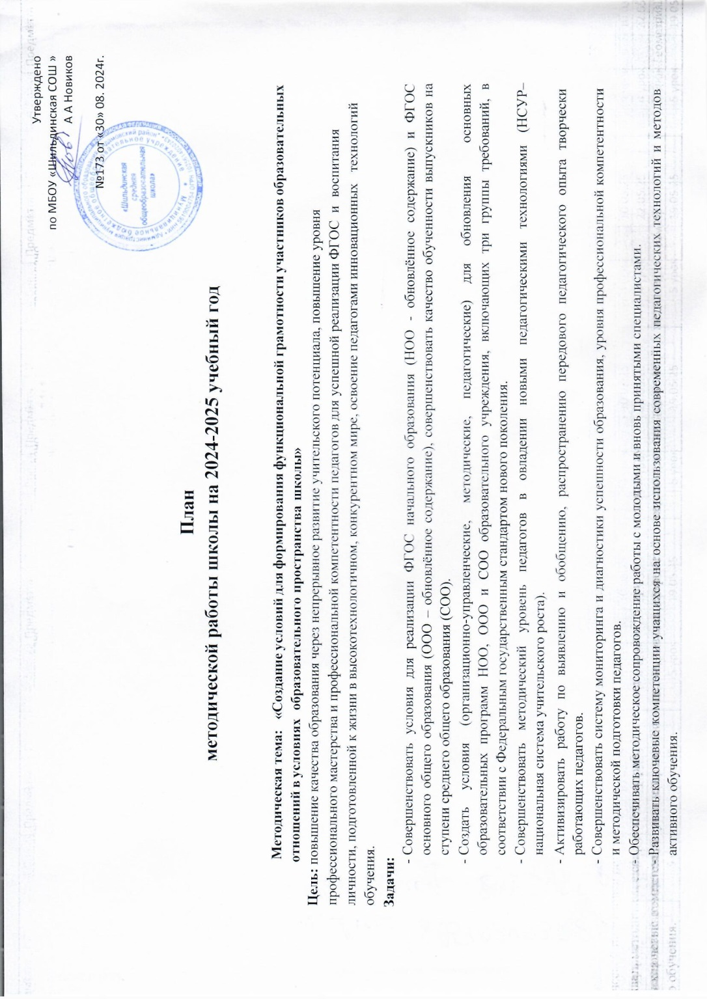 Утверждено
по МБОУ «Шильдинская СОШ »
А А Новиков
№173 от «30» 08. 2024г.
«Шильдинская
средняя
общеобразовательная
школа»
План
методической работы школы на 2024-2025 учебный год
Методическая тема: «Создание условий для формирования функциональной грамотности участников образовательных
отношений в условиях образовательного пространства школы»
Цель: повышение качества образования через непрерывное развитие учительского потенциала, повышение уровня
профессионального мастерства и профессиональной компетентности педагогов для успешной реализации ФГОС и воспитания
личности, подготовленной к жизни в высокотехнологичном, конкурентном мире, освоение педагогами инновационных технологий
обучения.
Задачи:
- Совершенствовать условия для реализации ФГОС начального образования (НОО - обновлённое содержание) и ФГОС
основного общего образования (ООО – обновлённое содержание), совершенствовать качество обученности выпускников на
ступени среднего общего образования (СОО).
- Создать условия (организационно-управленческие, методические, педагогические) для обновления основных
образовательных программ НОО, ООО и СОО образовательного учреждения, включающих три группы требований, в
соответствии с Федеральным государственным стандартом нового поколения.
- Совершенствовать методический уровень педагогов в овладении новыми педагогическими технологиями (НСУР–
национальная система учительского роста).
- Активизировать работу по выявлению и обобщению, распространению передового педагогического опыта творчески
работающих педагогов.
- Совершенствовать систему мониторинга и диагностики успешности образования, уровня профессиональной компетентности
и методической подготовки педагогов.
- Обеспечивать методическое сопровождение работы с молодыми и вновь принятыми специалистами.
- Развивать ключевые компетенции учащихся на основе использования современных педагогических технологий и методов
активного обучения.